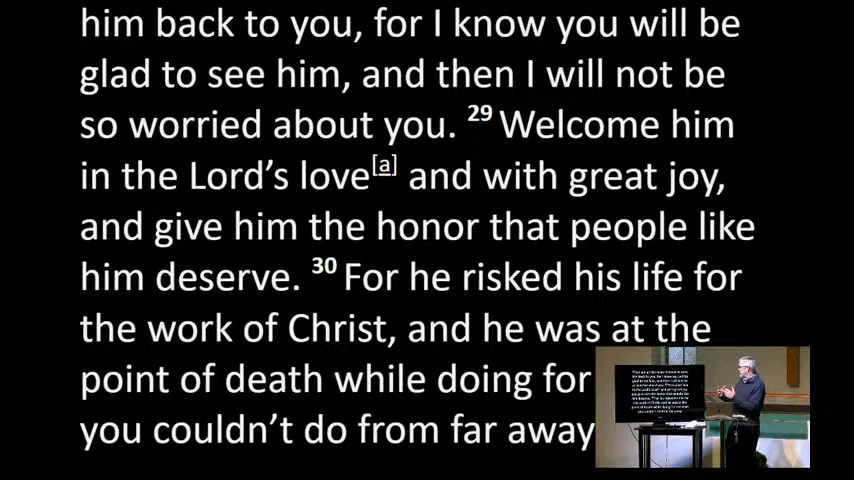 him back to you, for I know you will be
glad to see him, and then I will not be
so worried about you. 29 Welcome him
in the Lord’s love[a] and with great joy,
and give him the honor that people like
him deserve. 30 For he risked his life for
the work of Christ, and he was at the
point of death while doing for
you couldn’t do from far away